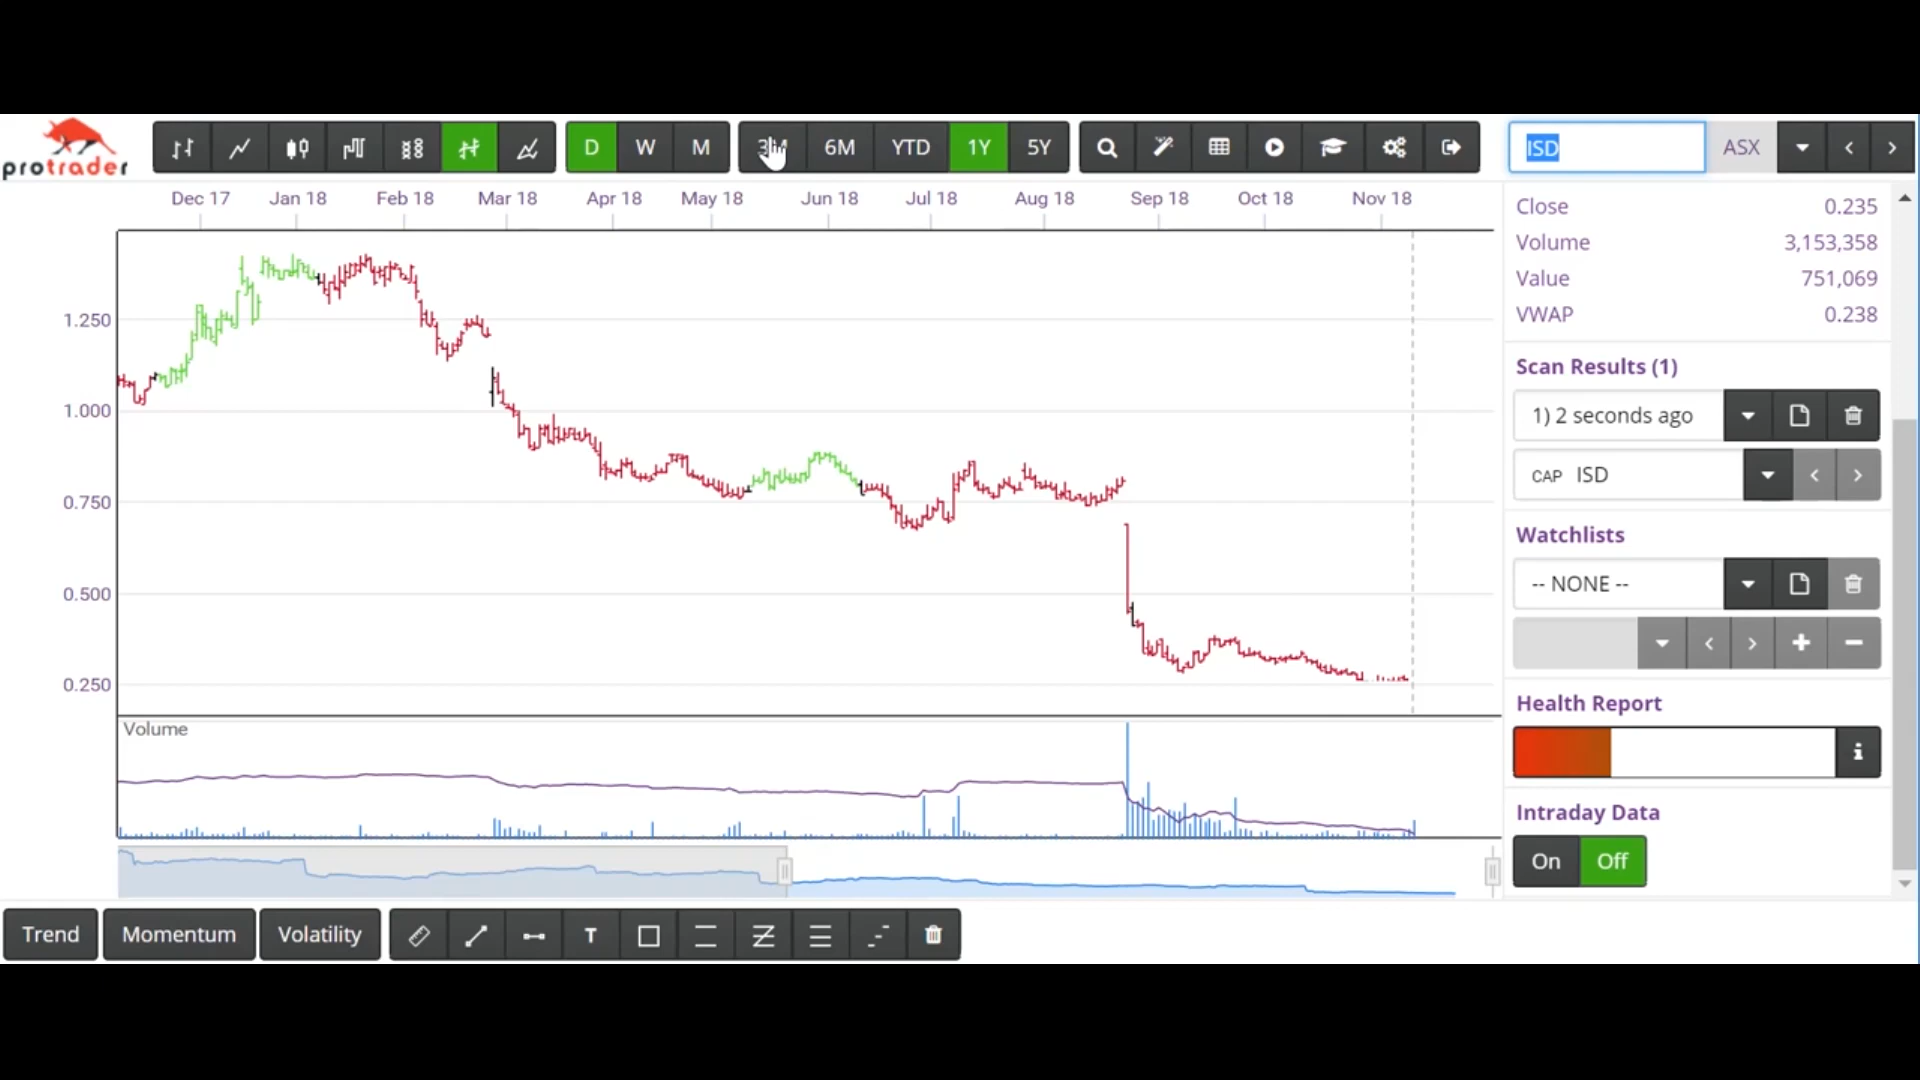 protrader
D W M 3M 6M YTD 1Y 5Y ISD ASX
Dec 17 Jan 18 Feb 18 Mar 18 Apr 18 May 18 Jun 18 Jul 18 Aug 18 Sep 18 Oct 18 Nov 18
1.250
1.000
0.750
0.500
0.250
Volume
Close 0.235
Volume 3,153,358
Value 751,069
VWAP 0.238
Scan Results (1)
1) 2 seconds ago
CAP ISD
Watchlists
-- NONE --
Health Report
Intraday Data
On Off
Trend Momentum Volatility T